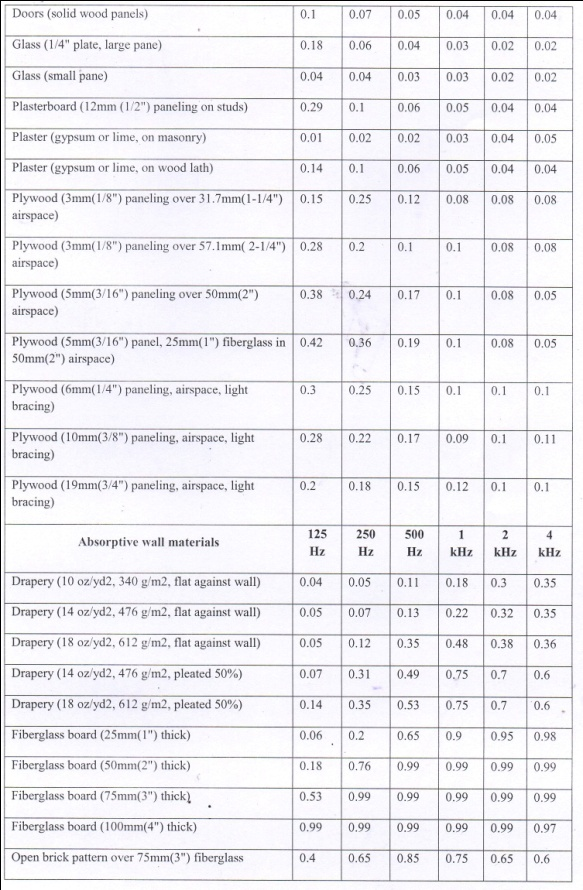 Doors (solid wood panels) 0.1 0.07 0.05 0.04 0.04 0.04
Glass (1/4" plate, large pane) 0.18 0.06 0.04 0.03 0.02 0.02
Glass (small pane) 0.04 0.04 0.03 0.03 0.02 0.02
Plasterboard (12mm (1/2") paneling on studs) 0.29 0.1 0.06 0.05 0.04 0.04
Plaster (gypsum or lime, on masonry) 0.01 0.02 0.02 0.03 0.04 0.05
Plaster (gypsum or lime, on wood lath) 0.14 0.1 0.06 0.05 0.04 0.04
Plywood (3mm(1/8") paneling over 31.7mm(1-1/4") 0.15 0.25 0.12 0.08 0.08 0.08
airspace)
Plywood (3mm(1/8") paneling over 57.1mm( 2-1/4") 0.28 0.2 0.1 0.1 0.08 0.08
airspace)
Plywood (5mm(3/16") paneling over 50mm(2") 0.38 0.24 0.17 0.1 0.08 0.05
airspace)
Plywood (5mm(3/16") panel, 25mm(1") fiberglass in 0.42 0.36 0.19 0.1 0.08 0.05
50mm(2") airspace)
Plywood (6mm(1/4") paneling, airspace, light 0.3 0.25 0.15 0.1 0.1 0.1
bracing)
Plywood (10mm(3/8") paneling, airspace, light 0.28 0.22 0.17 0.09 0.1 0.11
bracing)
Plywood (19mm(3/4") paneling, airspace, light 0.2 0.18 0.15 0.12 0.1 0.1
bracing)
Absorptive wall materials 125 250 500 1 2 4
Hz Hz Hz kHz kHz kHz
Drapery (10 oz/yd2, 340 g/m2, flat against wall) 0.04 0.05 0.11 0.18 0.3 0.35
Drapery (14 oz/yd2, 476 g/m2, flat against wall) 0.05 0.07 0.13 0.22 0.32 0.35
Drapery (18 oz/yd2, 612 g/m2, flat against wall) 0.05 0.12 0.35 0.48 0.38 0.36
Drapery (14 oz/yd2, 476 g/m2, pleated 50%) 0.07 0.31 0.49 0.75 0.7 0.6
Drapery (18 oz/yd2, 612 g/m2, pleated 50%) 0.14 0.35 0.53 0.75 0.7 0.6
Fiberglass board (25mm(1") thick) 0.06 0.2 0.65 0.9 0.95 0.98
Fiberglass board (50mm(2") thick) 0.18 0.76 0.99 0.99 0.99 0.99
Fiberglass board (75mm(3") thick) 0.53 0.99 0.99 0.99 0.99 0.99
Fiberglass board (100mm(4") thick) 0.99 0.99 0.99 0.99 0.99 0.97
Open brick pattern over 75mm(3") fiberglass 0.4 0.65 0.85 0.75 0.65 0.6